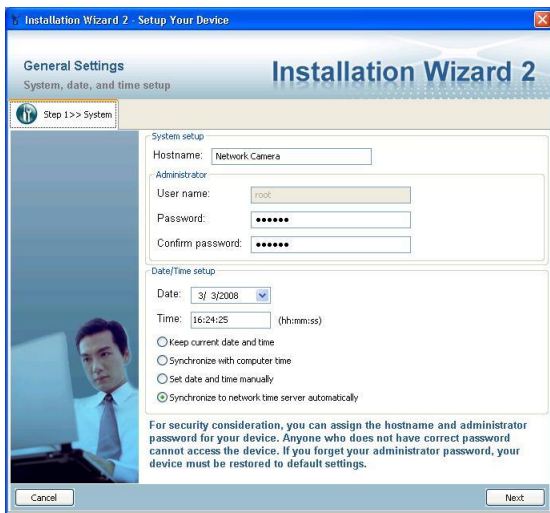 Installation Wizard 2 - Setup Your Device
General Settings
System, date, and time setup
Installation Wizard 2
Step 1>> System
System setup
Hostname: Network Camera
Administrator
User name: root
Password: ●●●●●●
Confirm password: ●●●●●●
Date/Time setup
Date: 3/ 3/2008
Time: 16:24:25 (hh:mm:ss)
Keep current date and time
Synchronize with computer time
Set date and time manually
Synchronize to network time server automatically
For security consideration, you can assign the hostname and administrator
password for your device. Anyone who does not have correct password
cannot access the device. If you forget your administrator password, your
device must be restored to default settings.
Cancel Next